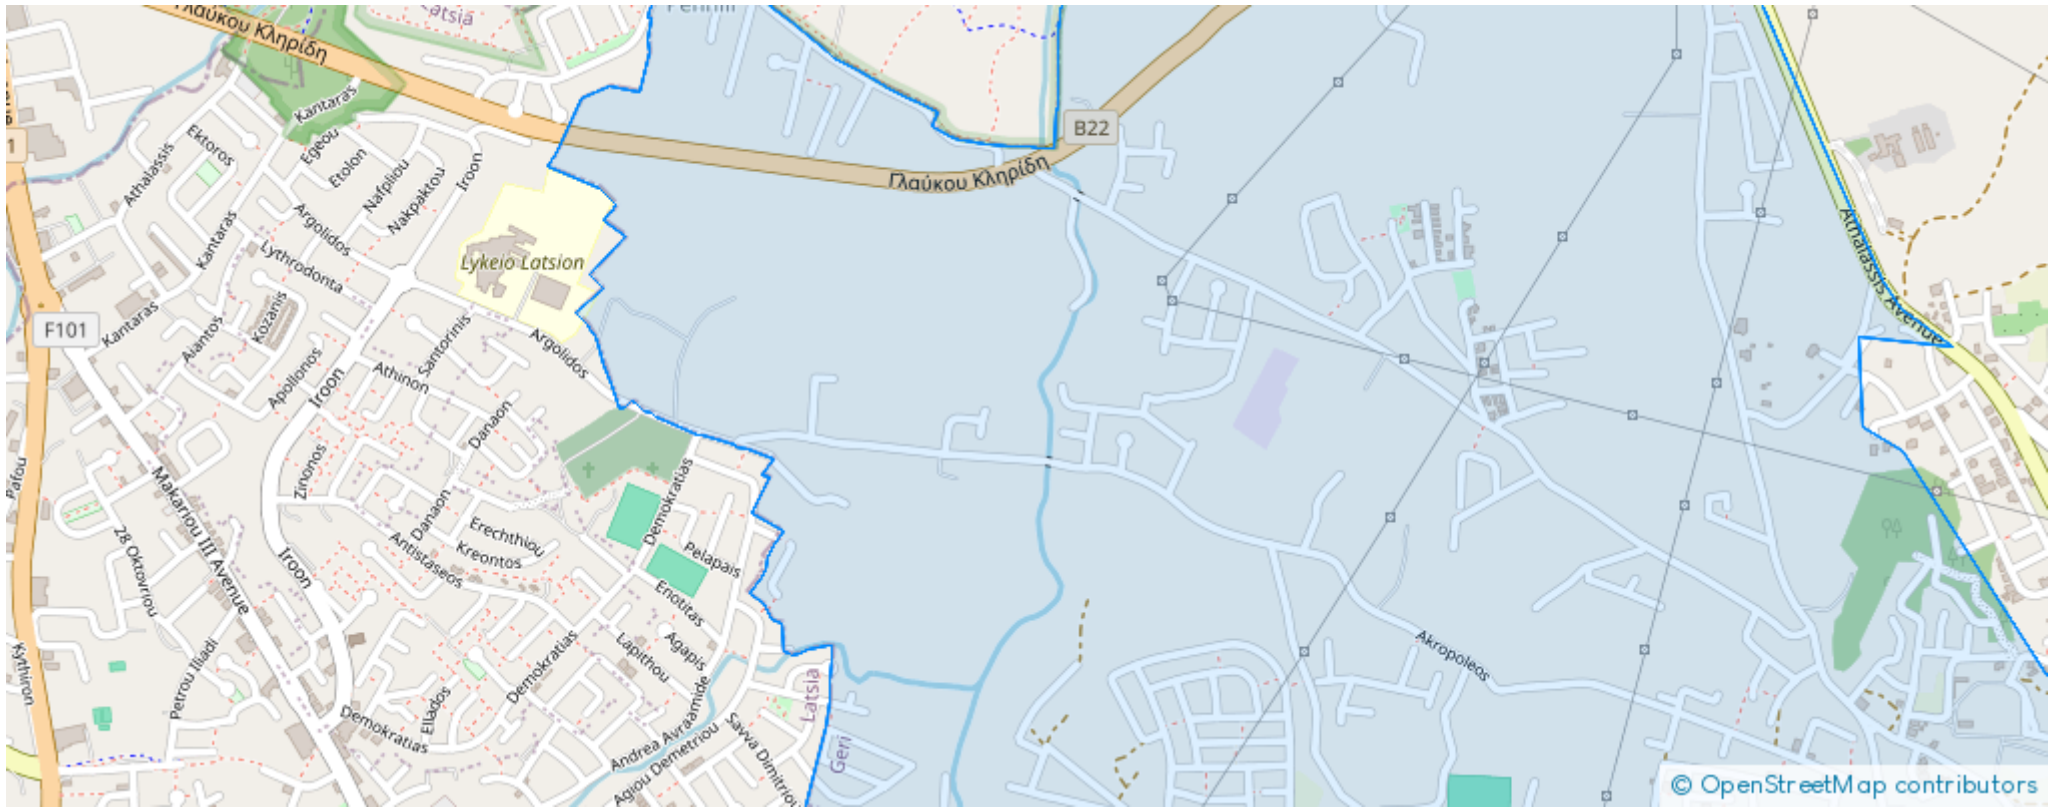 Latsia
Γλαύκου Κληρίδη
Kantaras
B22
Ektoros
Egeou
Athalassis
Etolon
Nafpliou
Iroon
Nakpaktou
Γλαύκου Κληρίδη
1
Argolidos
Kantaras
Lythrodonta
Lykeio Latsion
Athalassis Avenue
Kozanis
Kantaras
F101
Aiantos
Santorinis
Argolidos
Apollonos
Iroon
Athinon
Danaon
Pafou
Zinonos
Makariou III Avenue
Danaon
Demokratias
Erechthiou
Kreontos
Antistaseos
Pelapais
28 Oktovriou
Iroon
Enotitas
Kythiron
Petrou Iliadi
Lapithou
Agapis
Demokratias
Akropoleos
Latsia
Geri
Ellados
Demokratias
Andrea Avraamide
Agiou Demetriou
Savva Dimitriou
© OpenStreetMap contributors